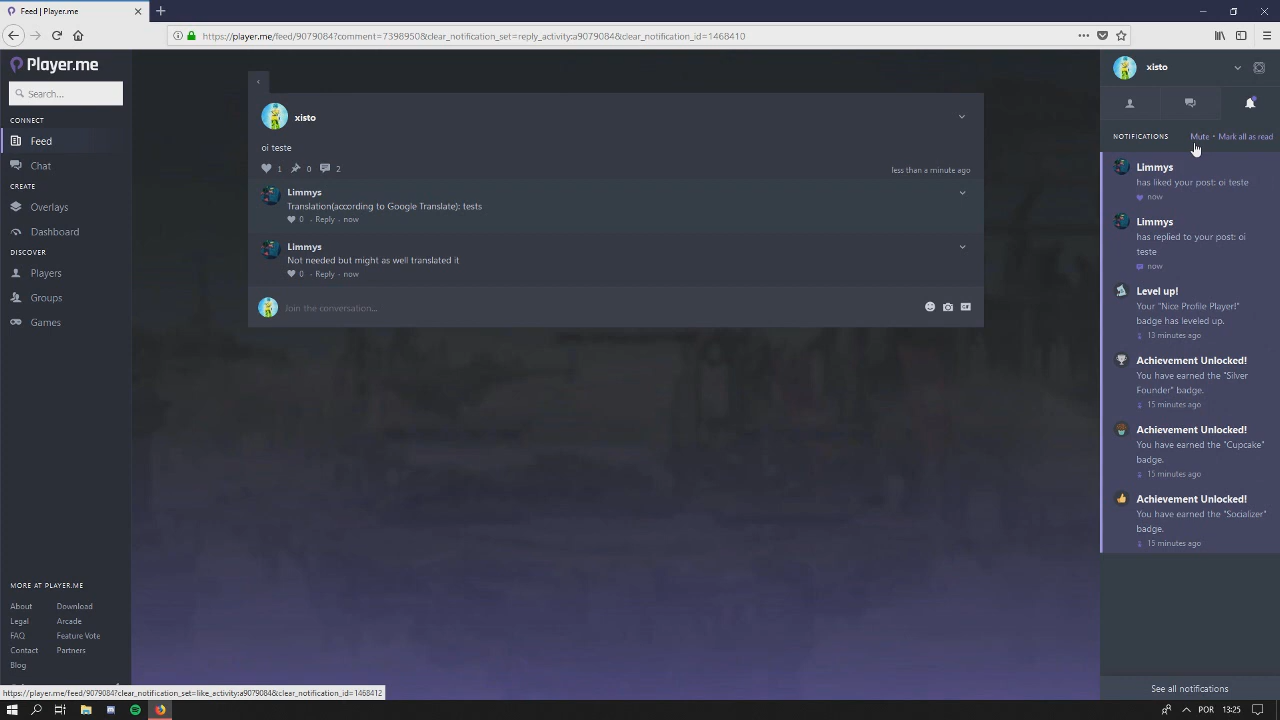 Feed | Player.me
https://player.me/feed/9079084?comment=73989508&clear_notification_set=reply_activity:a9079084&clear_notification_id=1468410
Player.me
Search...
CONNECT
Feed
Chat
CREATE
Overlays
Dashboard
DISCOVER
Players
Groups
Games
MORE AT PLAYER.ME
About
Download
Legal
Arcade
FAQ
Feature Vote
Contact
Partners
Blog
xisto
oi teste
1
0
2
less than a minute ago
Limmys
Translation(according to Google Translate): tests
0 · Reply · now
Limmys
Not needed but might as well translated it
0 · Reply · now
Join the conversation...
GIF
xisto
NOTIFICATIONS
Mute • Mark all as read
Limmys
has liked your post: oi teste
now
Limmys
has replied to your post: oi
teste
now
Level up!
Your "Nice Profile Player!"
badge has leveled up.
13 minutes ago
Achievement Unlocked!
You have earned the "Silver
Founder" badge.
15 minutes ago
Achievement Unlocked!
You have earned the "Cupcake"
badge.
15 minutes ago
Achievement Unlocked!
You have earned the "Socializer"
badge.
15 minutes ago
See all notifications
https://player.me/feed/9079084?clear_notification_set=like_activity:a9079084&clear_notification_id=1468412
POR
13:25